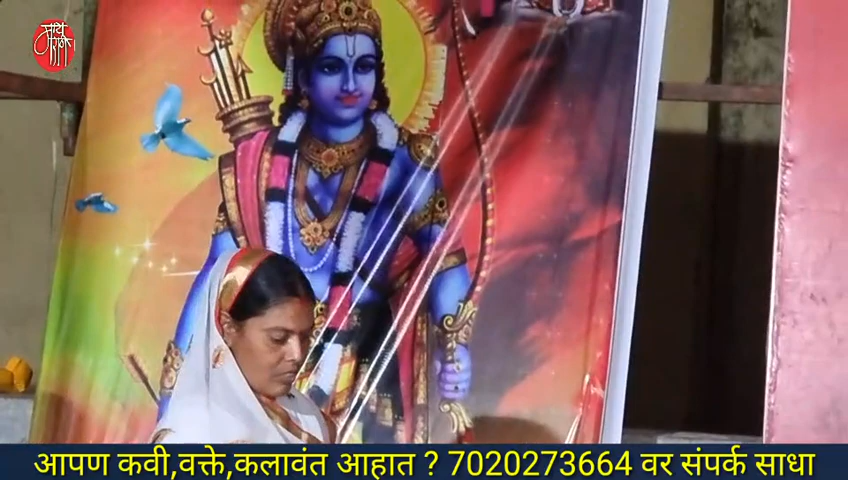 आपण कवी,वक्ते,कलावंत आहात ? 7020273664 वर संपर्क साधा